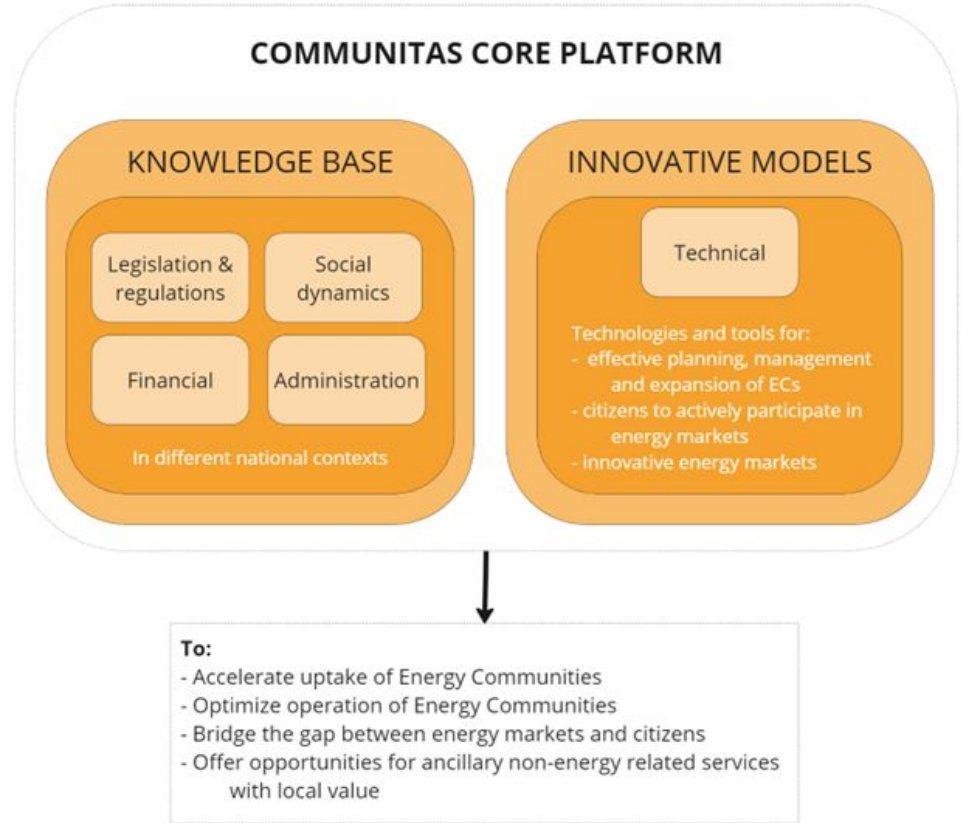 COMMUNITAS CORE PLATFORM
KNOWLEDGE BASE
Legislation &
regulations
Social
dynamics
Financial
Administration
In different national contexts
INNOVATIVE MODELS
Technical
Technologies and tools for:
- effective planning, management
and expansion of ECs
- citizens to actively participate in
energy markets
- innovative energy markets
To:
- Accelerate uptake of Energy Communities
- Optimize operation of Energy Communities
- Bridge the gap between energy markets and citizens
- Offer opportunities for ancillary non-energy related services
with local value